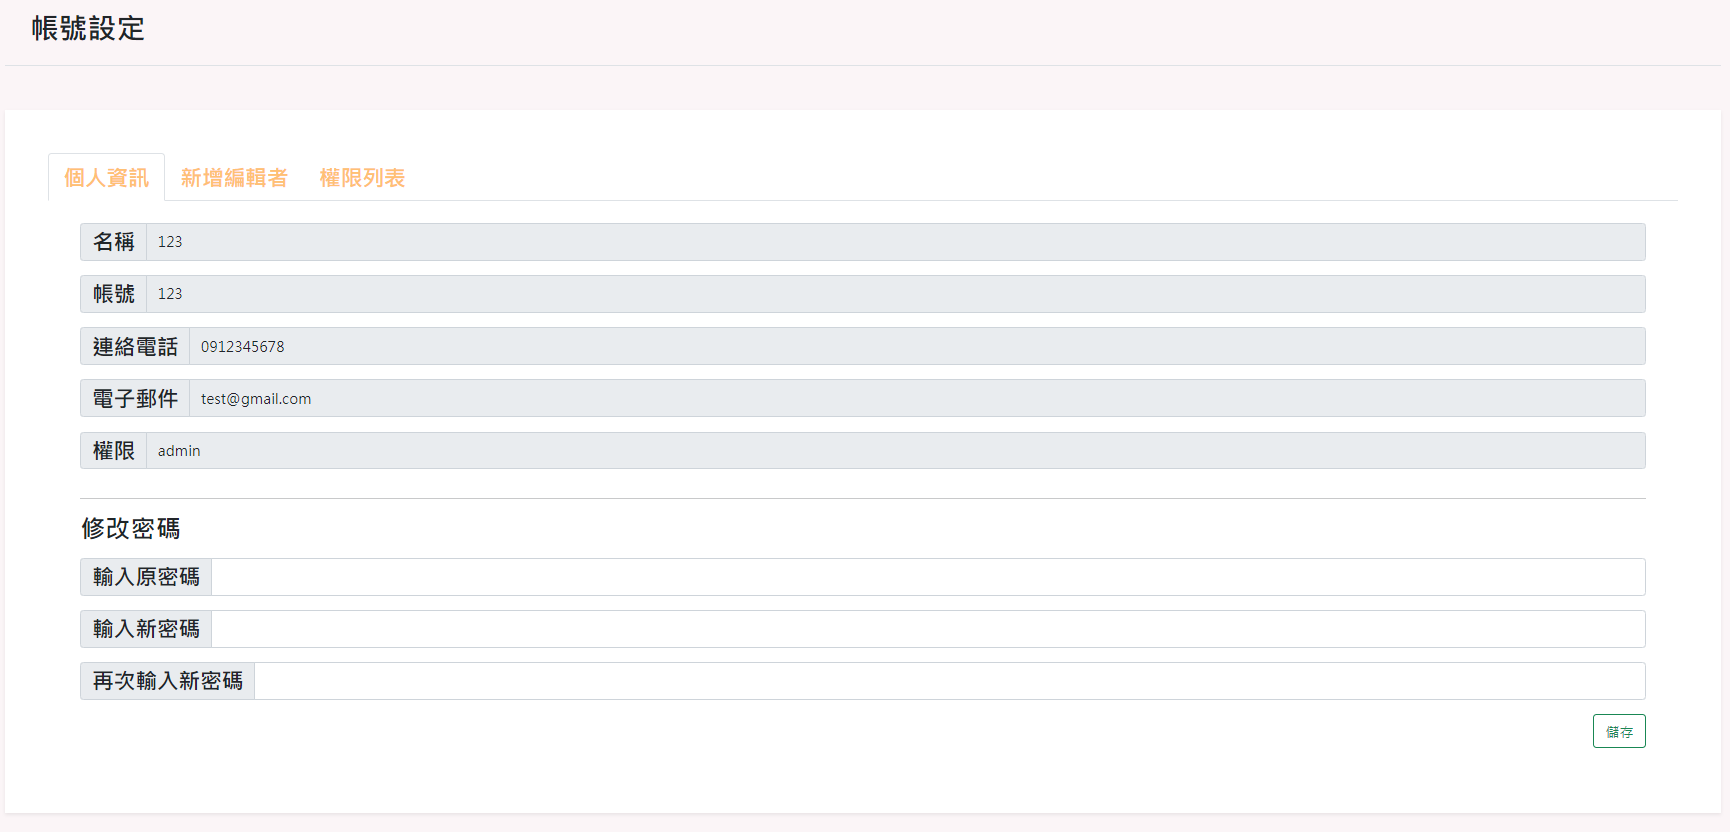 帳號設定
個人資訊 新增編輯者 權限列表
名稱 123
帳號 123
連絡電話 0912345678
電子郵件 test@gmail.com
權限 admin
修改密碼
輸入原密碼
輸入新密碼
再次輸入新密碼
儲存